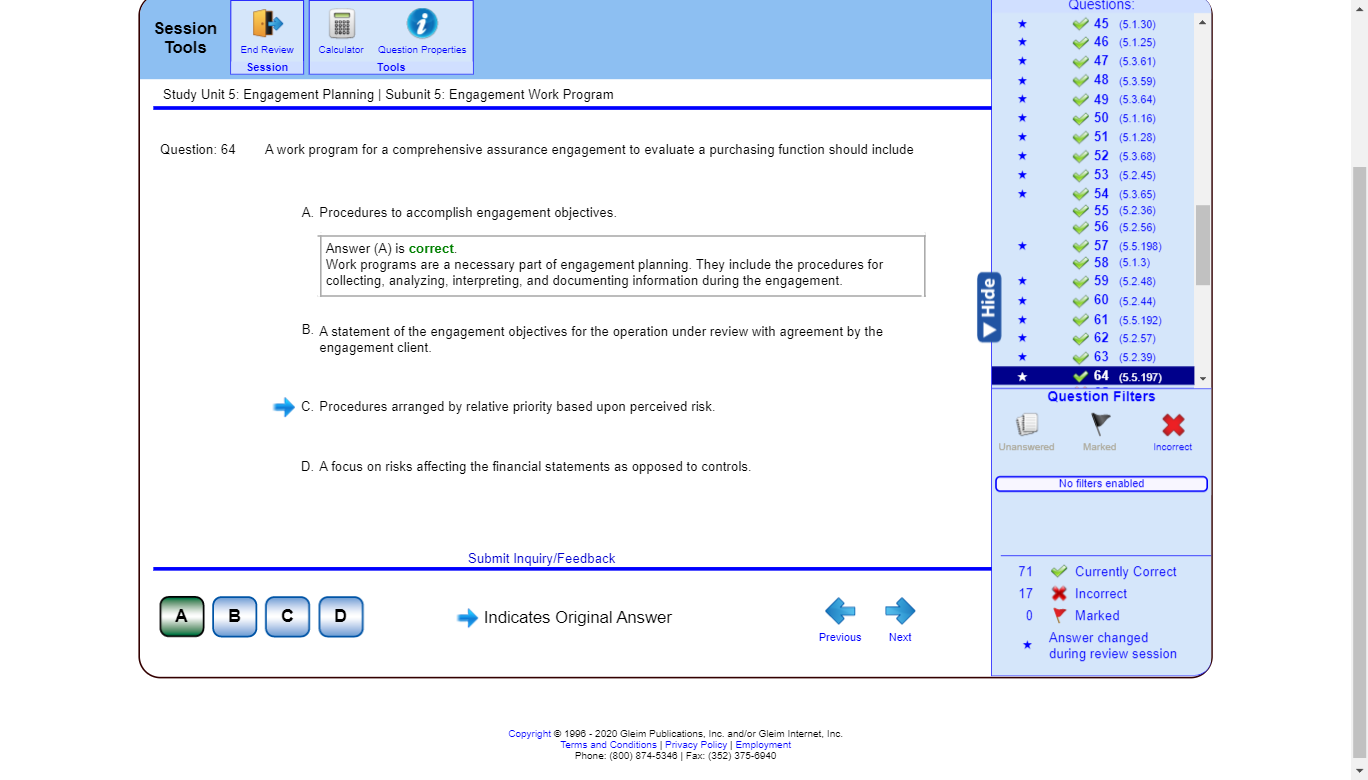 Session
Tools
End Review
Session
Calculator
Question Properties
Tools
Study Unit 5: Engagement Planning | Subunit 5: Engagement Work Program
Question: 64
A work program for a comprehensive assurance engagement to evaluate a purchasing function should include
A. Procedures to accomplish engagement objectives.
Answer (A) is correct.
Work programs are a necessary part of engagement planning. They include the procedures for
collecting, analyzing, interpreting, and documenting information during the engagement.
B. A statement of the engagement objectives for the operation under review with agreement by the
engagement client.
C. Procedures arranged by relative priority based upon perceived risk.
D. A focus on risks affecting the financial statements as opposed to controls.
Submit Inquiry/Feedback
A
B
C
D
Indicates Original Answer
Previous
Next
Hide
Questions:
45 (5.1.30)
46 (5.1.25)
47 (5.3.61)
48 (5.3.59)
49 (5.3.64)
50 (5.1.16)
51 (5.1.28)
52 (5.3.68)
53 (5.2.45)
54 (5.3.65)
55 (5.2.36)
56 (5.2.56)
57 (5.5.198)
58 (5.1.3)
59 (5.2.48)
60 (5.2.44)
61 (5.5.192)
62 (5.2.57)
63 (5.2.39)
64 (5.5.197)
Question Filters
Unanswered
Marked
Incorrect
No filters enabled
71 Currently Correct
17 Incorrect
0 Marked
Answer changed
during review session
Copyright © 1996 - 2020 Gleim Publications, Inc. and/or Gleim Internet, Inc.
Terms and Conditions | Privacy Policy | Employment
Phone: (800) 874-5346 | Fax: (352) 375-6940